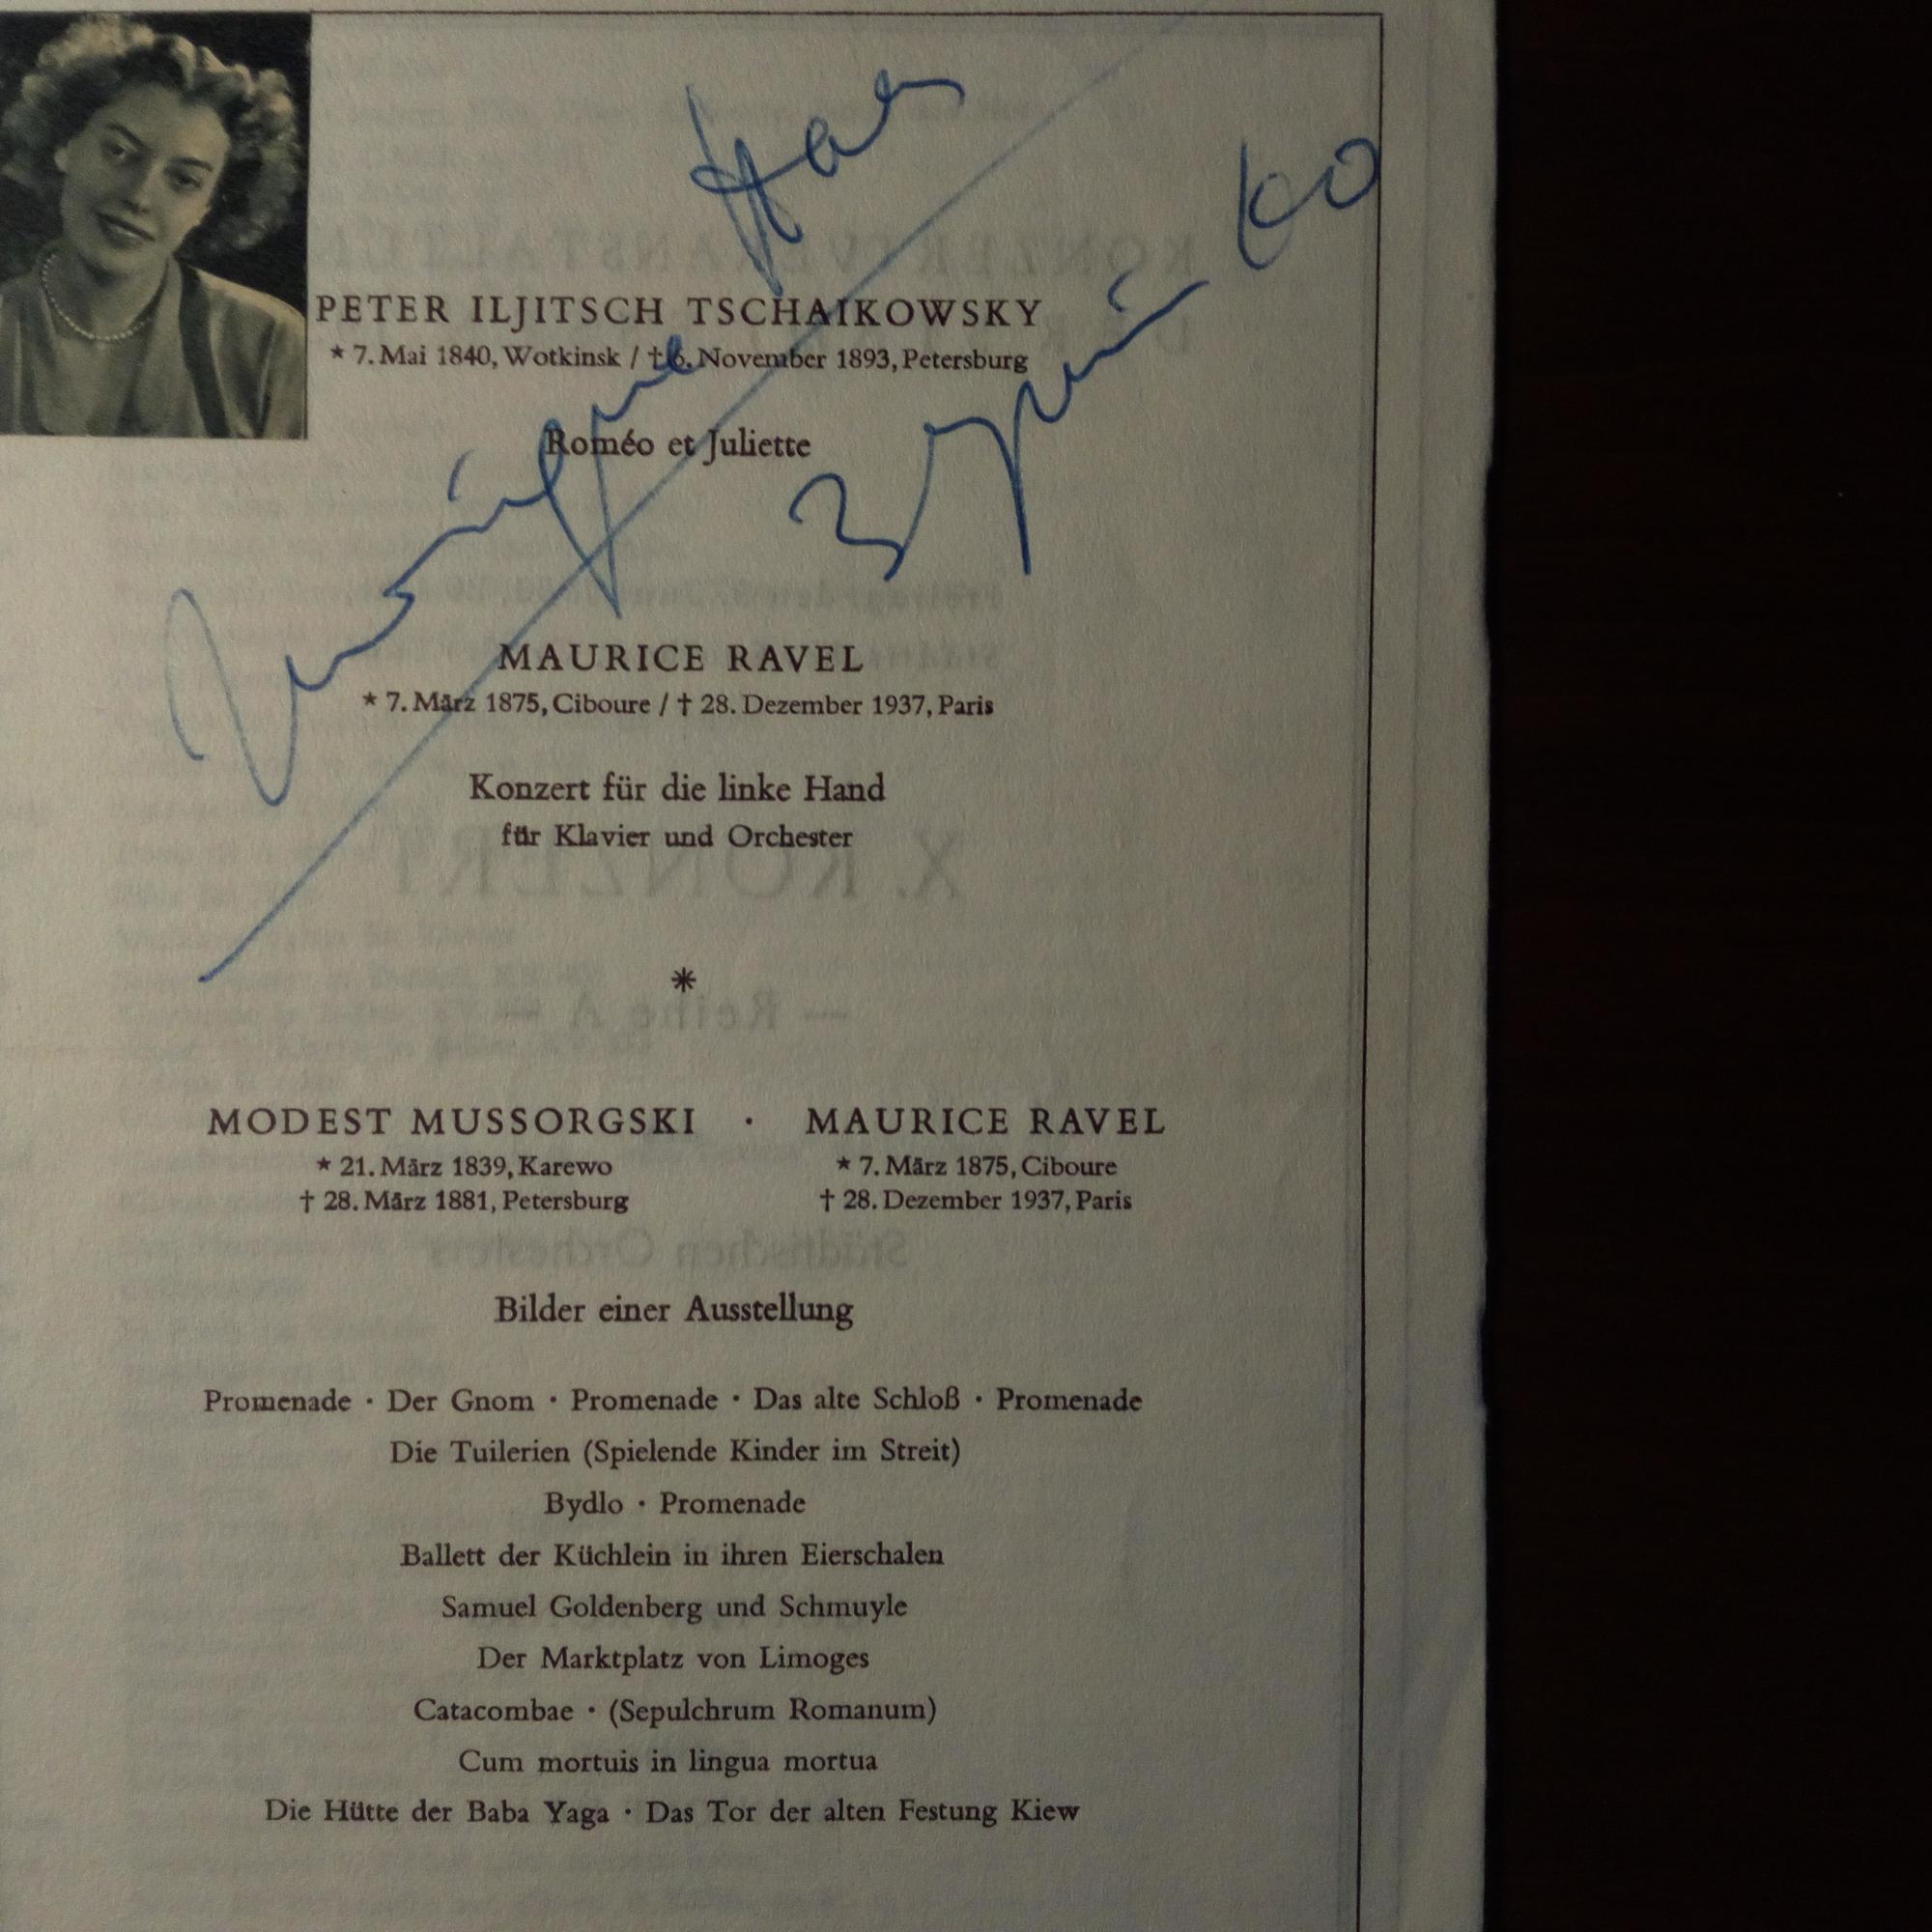 PETER ILJITSCH TSCHAIKOWSKY
★ 7. Mai 1840, Wotkinsk / † 6. November 1893, Petersburg
Roméo et Juliette
MAURICE RAVEL
★ 7. März 1875, Ciboure / † 28. Dezember 1937, Paris
Konzert für die linke Hand
für Klavier und Orchester
*
MODEST MUSSORGSKI · MAURICE RAVEL
★ 21. März 1839, Karewo ★ 7. März 1875, Ciboure
† 28. März 1881, Petersburg † 28. Dezember 1937, Paris
Bilder einer Ausstellung
Promenade · Der Gnom · Promenade · Das alte Schloß · Promenade
Die Tuilerien (Spielende Kinder im Streit)
Bydlo · Promenade
Ballett der Küchlein in ihren Eierschalen
Samuel Goldenberg und Schmuyle
Der Marktplatz von Limoges
Catacombae · (Sepulchrum Romanum)
Cum mortuis in lingua mortua
Die Hütte der Baba Yaga · Das Tor der alten Festung Kiew